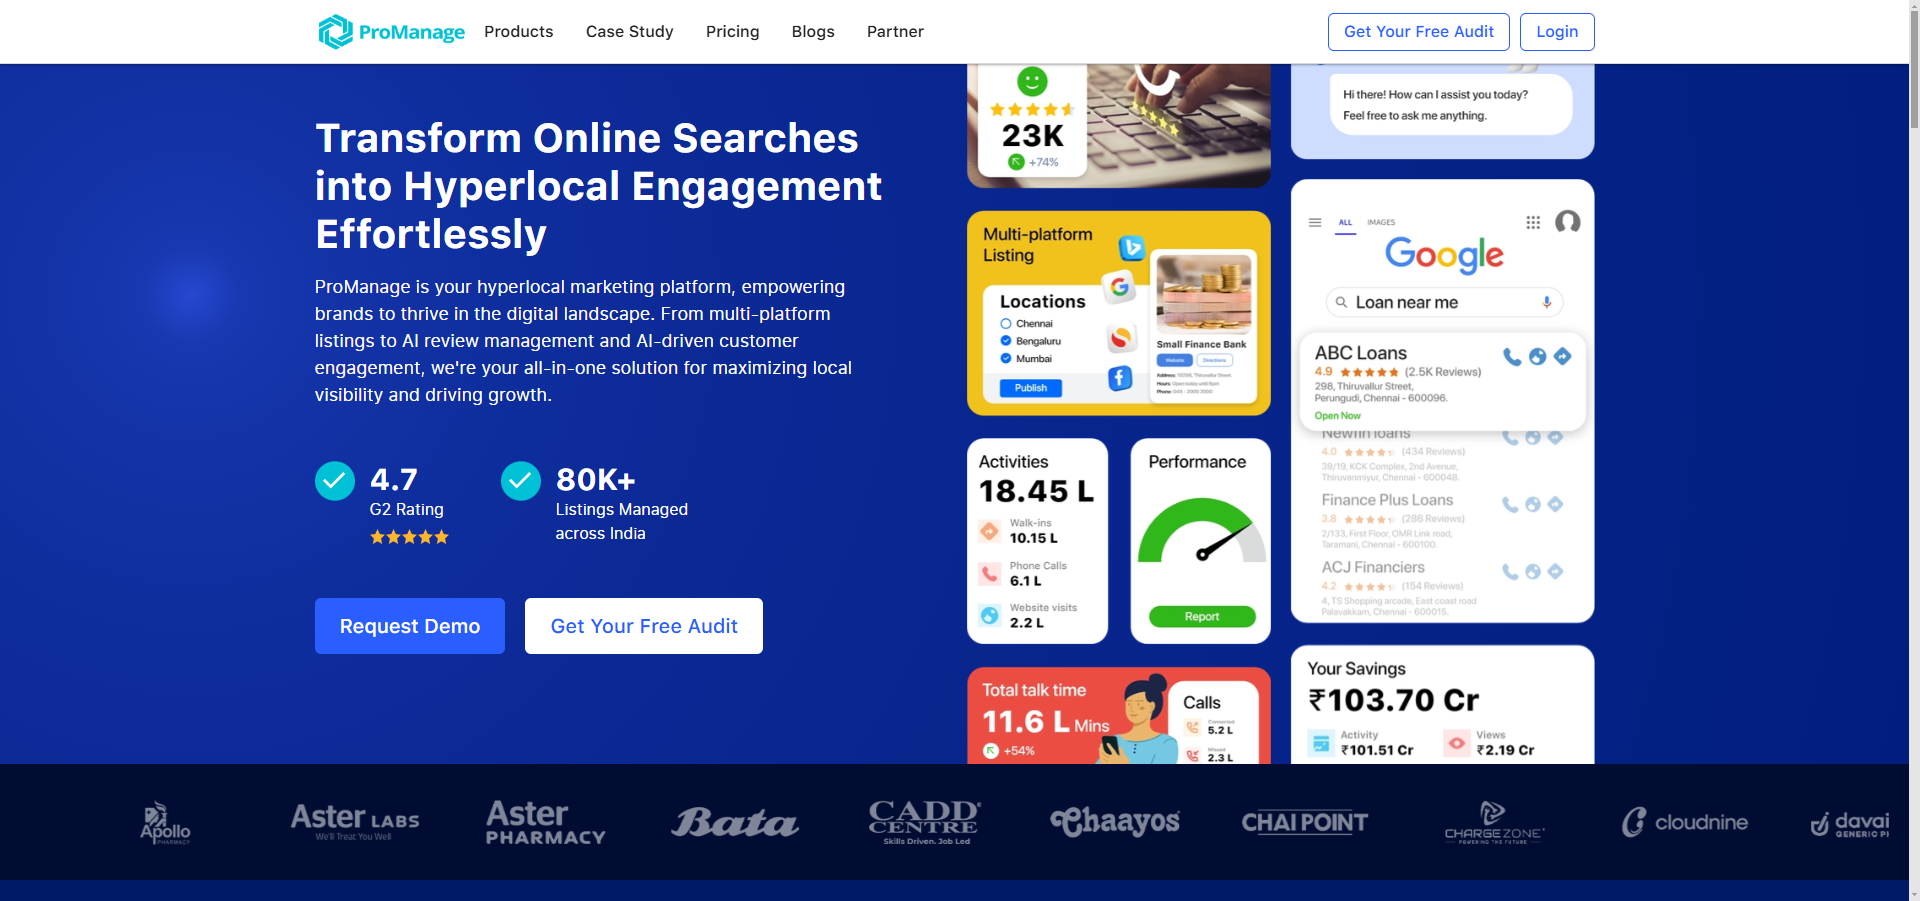 ProManage
Products
Case Study
Pricing
Blogs
Partner
Get Your Free Audit
Login
Transform Online Searches
into Hyperlocal Engagement
Effortlessly
ProManage is your hyperlocal marketing platform, empowering
brands to thrive in the digital landscape. From multi-platform
listings to AI review management and AI-driven customer
engagement, we're your all-in-one solution for maximizing local
visibility and driving growth.
4.7
G2 Rating
80K+
Listings Managed
across India
Request Demo
Get Your Free Audit
23K
+74%
Multi-platform
Listing
Locations
Chennai
Bengaluru
Mumbai
Publish
Small Finance Bank
Website
Directions
Hours: Open today until 6pm
Activities
18.45 L
Walk-ins
10.15 L
Phone Calls
6.1 L
Website visits
2.2 L
Performance
Report
Total talk time
11.6 L Mins
+54%
Calls
Connected
5.2 L
Missed
2.3 L
Hi there! How can I assist you today?
Feel free to ask me anything.
ALL
IMAGES
Google
Loan near me
ABC Loans
4.9
(2.5K Reviews)
298, Thiruvallur Street,
Perungudi, Chennai - 600096.
Open Now
Newfin loans
4.0
(434 Reviews)
39/19, KCK Complex, 2nd Avenue,
Thiruvanmiyur, Chennai - 600048.
Finance Plus Loans
3.8
(286 Reviews)
2/133, First Floor, OMR Link road,
Taramani, Chennai - 600100.
ACJ Financiers
4.2
(154 Reviews)
4, TS Shopping arcade, East coast road
Palavakkam, Chennai - 600015.
Your Savings
₹103.70 Cr
Activity
₹101.51 Cr
Views
₹2.19 Cr
Apollo
PHARMACY
Aster LABS
We'll Treat You Well
Aster
PHARMACY
Bata
CADD
CENTRE
Skills Driven. Job Led
Chaayos
CHAI POINT
CHARGE ZONE
POWERING THE FUTURE
cloudnine
davai
GENERIC PI